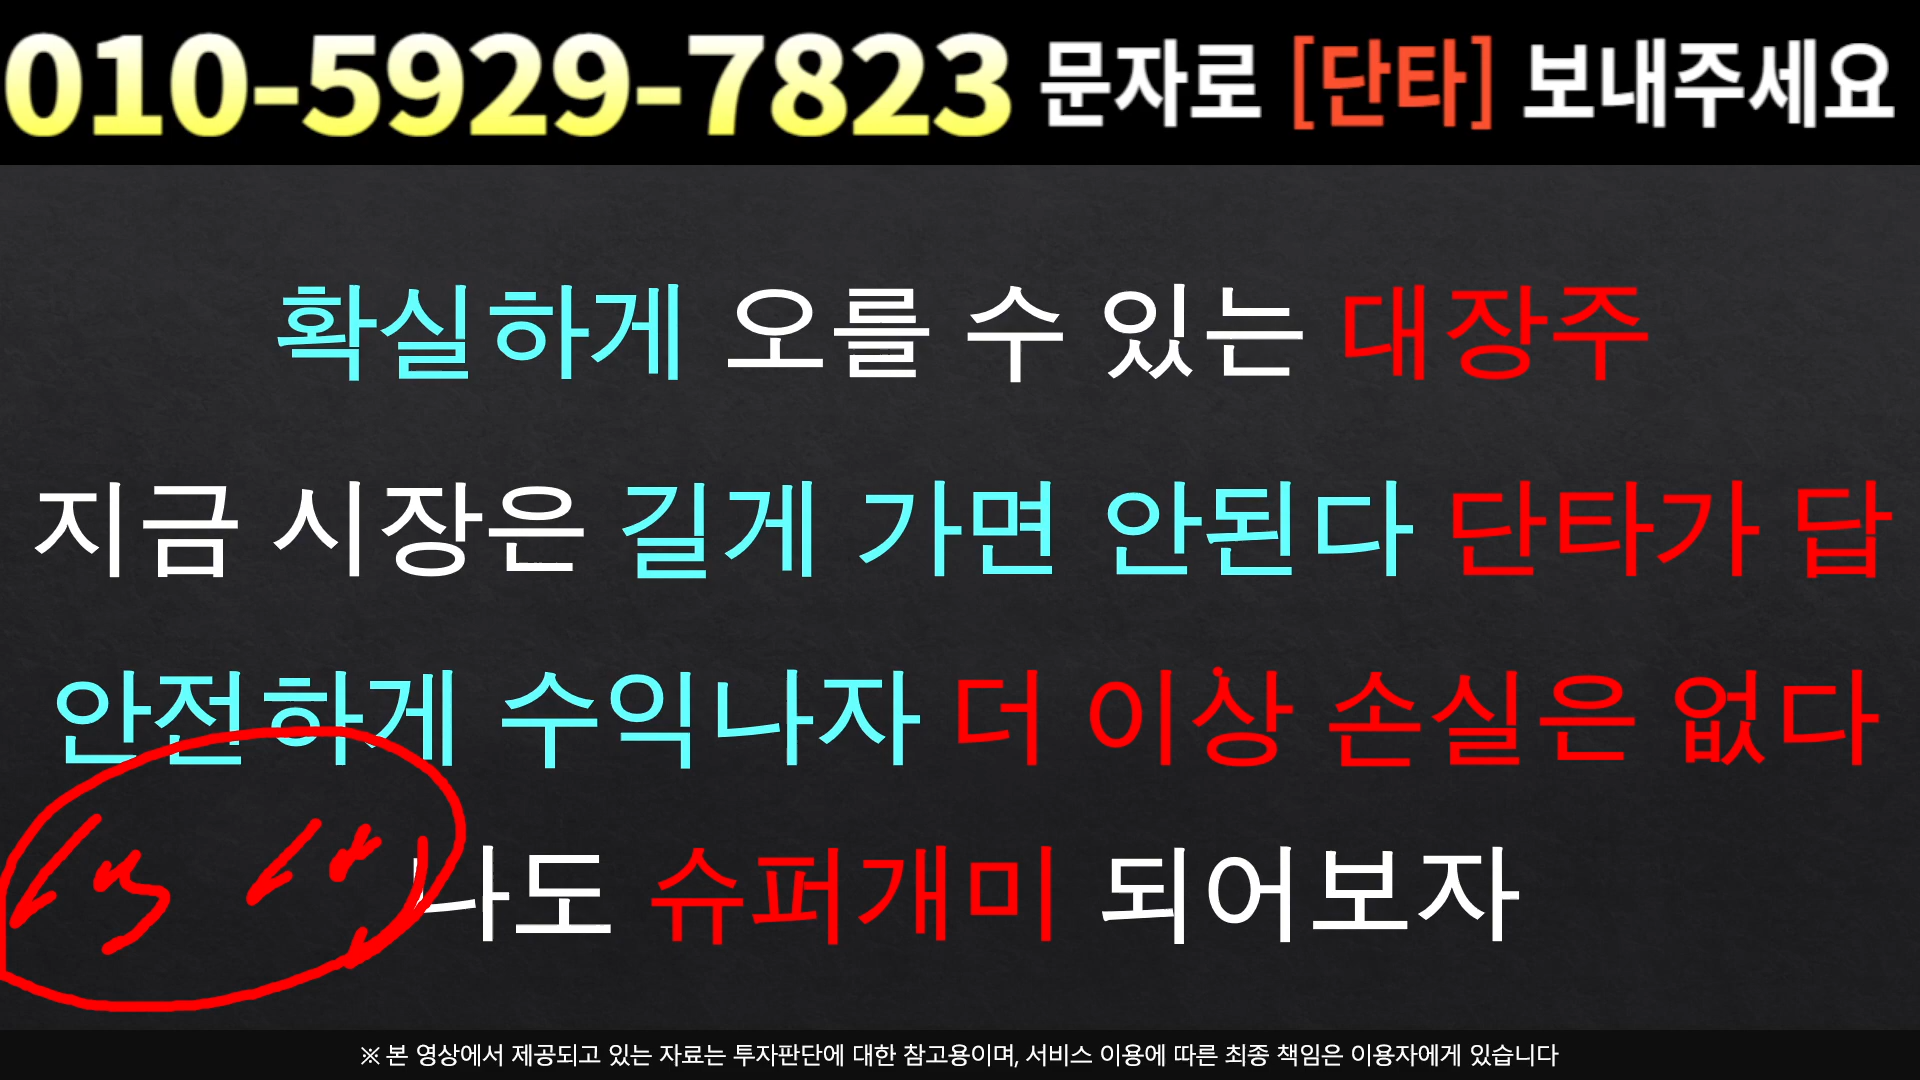 010-5929-7823 문자로 [단타] 보내주세요
확실하게 오를 수 있는 대장주
지금 시장은 길게 가면 안된다 단타가 답
안전하게 수익나자 더 이상 손실은 없다
나도 슈퍼개미 되어보자
※ 본 영상에서 제공되고 있는 자료는 투자판단에 대한 참고용이며, 서비스 이용에 따른 최종 책임은 이용자에게 있습니다